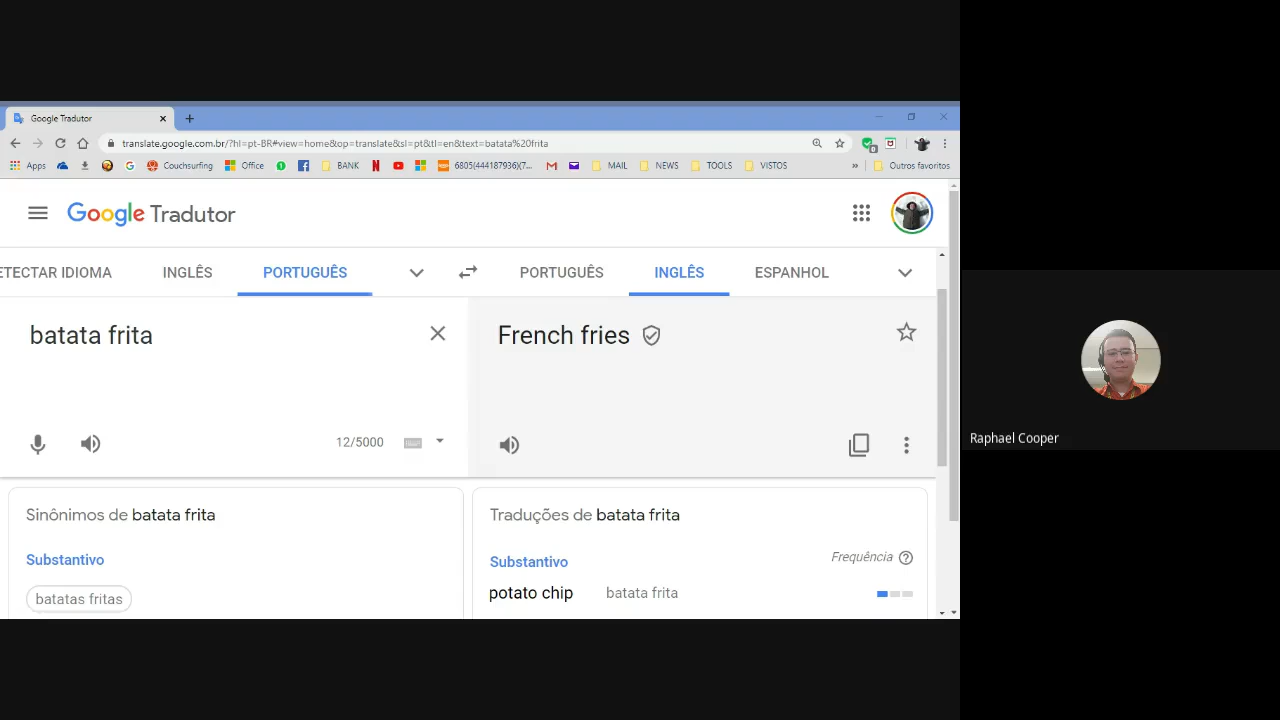 Google Tradutor
translate.google.com.br/?hl=pt-BR#view=home&op=translate&sl=pt&tl=en&text=batata%20frita
Apps Couchsurfing Office BANK 6805(444187936)(7... MAIL NEWS TOOLS VISTOS » Outros favoritos
Google Tradutor
ETECTAR IDIOMA INGLÊS PORTUGUÊS PORTUGUÊS INGLÊS ESPANHOL
batata frita French fries
12/5000
Raphael Cooper
Sinônimos de batata frita
Substantivo
batatas fritas
Traduções de batata frita
Substantivo Frequência
potato chip batata frita